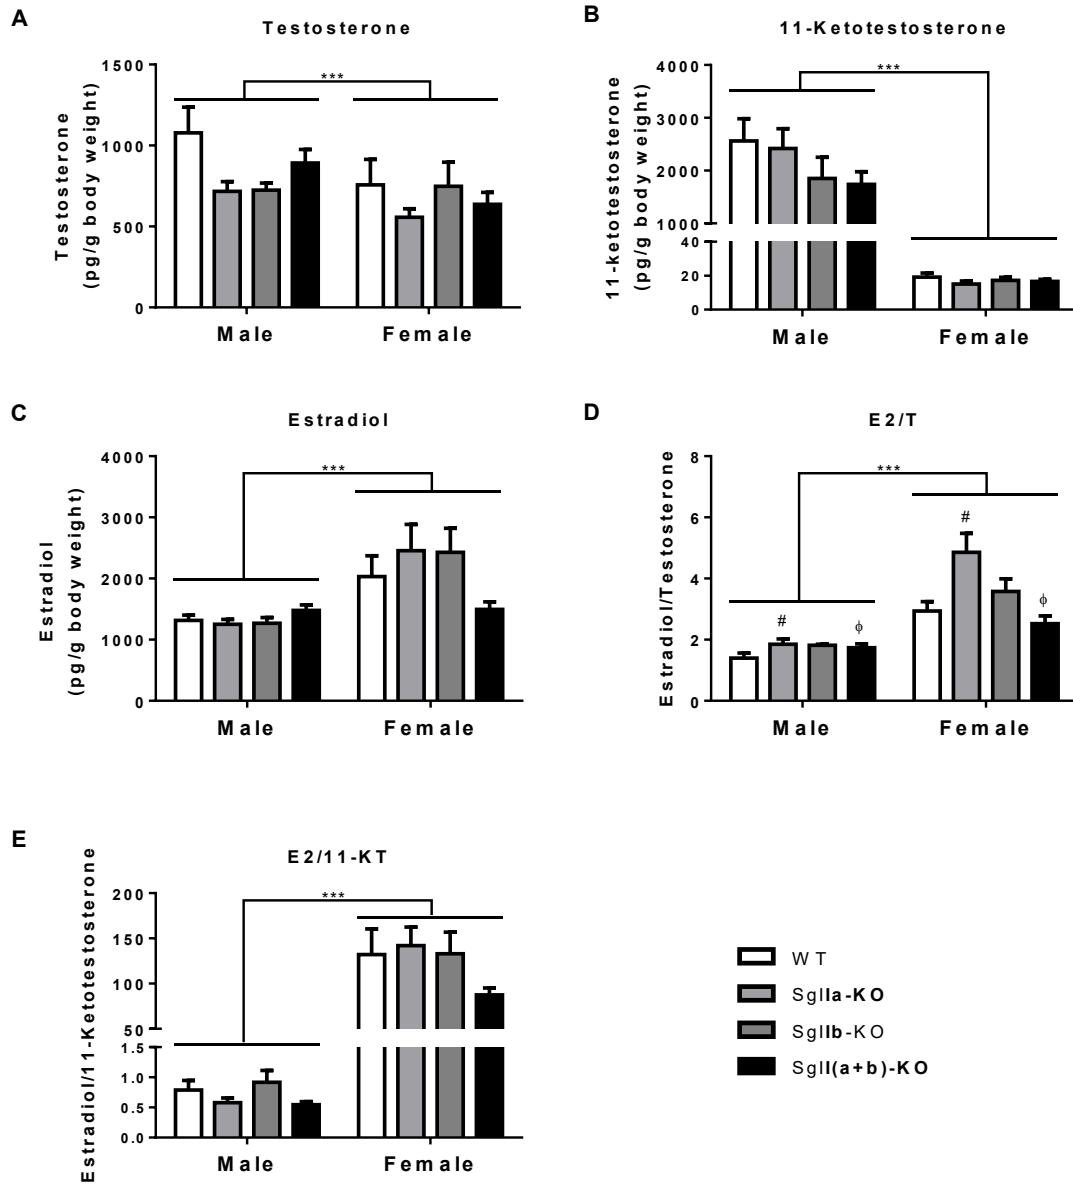 A
Testosterone
Testosterone
(pg/g body weight)
1500
1000
500
0
***
Male
Female
B
11-Ketotestosterone
11-ketotestosterone
(pg/g body weight)
4000
3000
2000
1000
40
20
0
***
Male
Female
C
Estradiol
Estradiol
(pg/g body weight)
4000
3000
2000
1000
0
***
Male
Female
D
E2/T
Estradiol/Testosterone
8
6
4
2
0
***
#
ϕ
#
ϕ
Male
Female
E
E2/11-KT
Estradiol/11-Ketotestosterone
200
150
100
50
1.5
1.0
0.5
0.0
***
Male
Female
WT
SgIIa-KO
SgIIb-KO
SgII(a+b)-KO